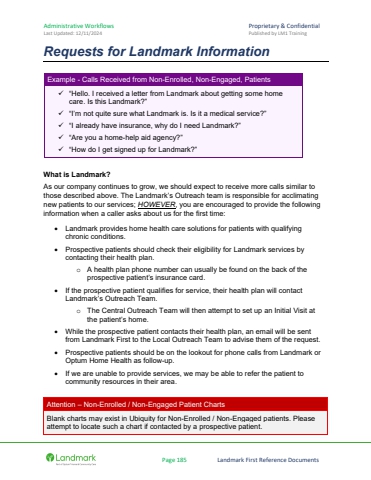 Administrative Workflows
Proprietary & Confidential
Last Updated: 12/11/2024
Published by LM1 Training
Requests for Landmark Information
Example - Calls Received from Non-Enrolled, Non-Engaged, Patients
✓ "Hello. I received a letter from Landmark about getting some home
care. Is this Landmark?"
✓ "I'm not quite sure what Landmark is. Is it a medical service?"
✓ "I already have insurance, why do I need Landmark?"
✓ "Are you a home-help aid agency?"
✓ "How do I get signed up for Landmark?"
What is Landmark?
As our company continues to grow, we should expect to receive more calls similar to
those described above. The Landmark's Outreach team is responsible for acclimating
new patients to our services; HOWEVER, you are encouraged to provide the following
information when a caller asks about us for the first time:
• Landmark provides home health care solutions for patients with qualifying
chronic conditions.
• Prospective patients should check their eligibility for Landmark services by
contacting their health plan.
o A health plan phone number can usually be found on the back of the
prospective patient's insurance card.
• If the prospective patient qualifies for service, their health plan will contact
Landmark's Outreach Team.
o The Central Outreach Team will then attempt to set up an Initial Visit at
the patient's home.
• While the prospective patient contacts their health plan, an email will be sent
from Landmark First to the Local Outreach Team to advise them of the request.
• Prospective patients should be on the lookout for phone calls from Landmark or
Optum Home Health as follow-up.
• If we are unable to provide services, we may be able to refer the patient to
community resources in their area.
Attention – Non-Enrolled / Non-Engaged Patient Charts
Blank charts may exist in Ubiquity for Non-Enrolled / Non-Engaged patients. Please
attempt to locate such a chart if contacted by a prospective patient.
Landmark
Page 185
Landmark First Reference Documents